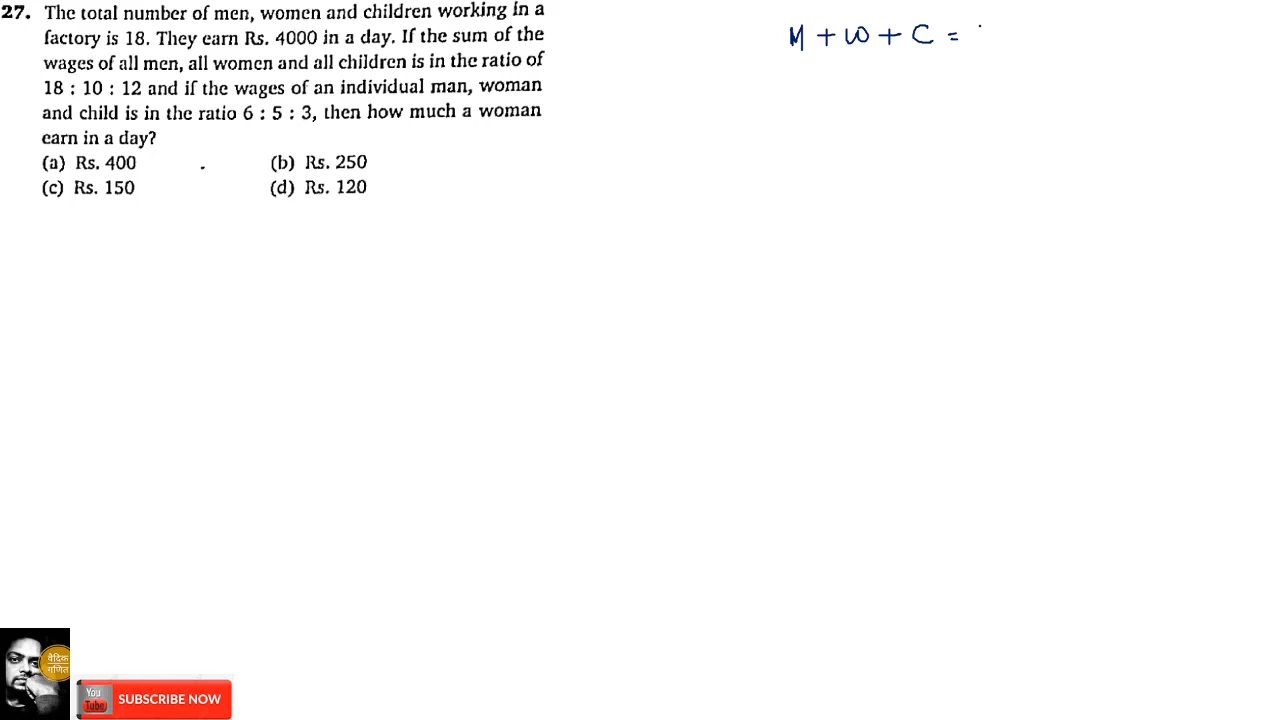 27. The total number of men, women and children working in a
factory is 18. They earn Rs. 4000 in a day. If the sum of the
wages of all men, all women and all children is in the ratio of
18 : 10 : 12 and if the wages of an individual man, woman
and child is in the ratio 6 : 5 : 3, then how much a woman
earn in a day?
(a) Rs. 400 (b) Rs. 250
(c) Rs. 150 (d) Rs. 120
M + W + C =
वैदिक
गणित
You
Tube
SUBSCRIBE NOW